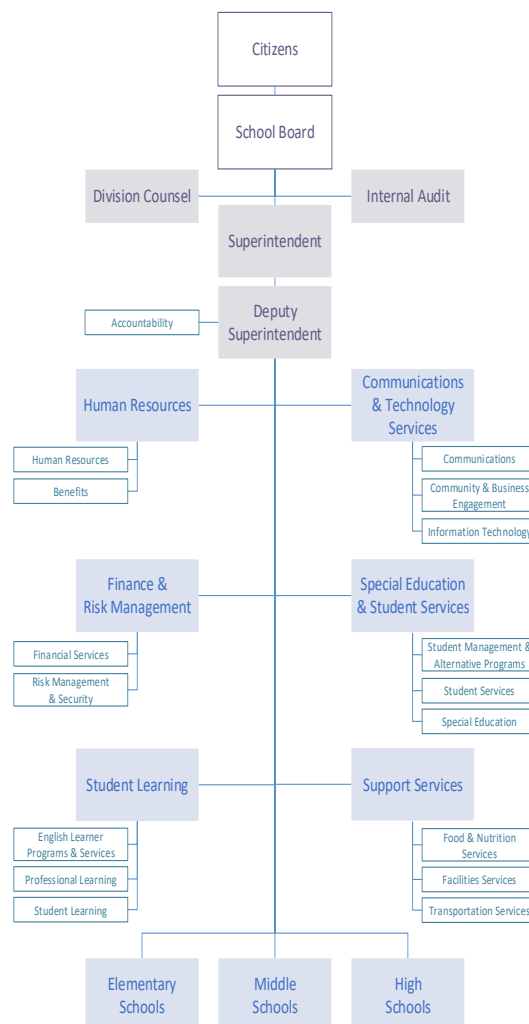 Citizens
School Board
Division Counsel
Internal Audit
Superintendent
Deputy
Superintendent
Accountability
Human Resources
Communications
& Technology
Services
Human Resources
Benefits
Communications
Community & Business
Engagement
Information Technology
Finance &
Risk Management
Special Education
& Student Services
Financial Services
Risk Management
& Security
Student Management &
Alternative Programs
Student Services
Special Education
Student Learning
Support Services
English Learner
Programs & Services
Professional Learning
Student Learning
Food & Nutrition
Services
Facilities Services
Transportation Services
Elementary
Schools
Middle
Schools
High
Schools